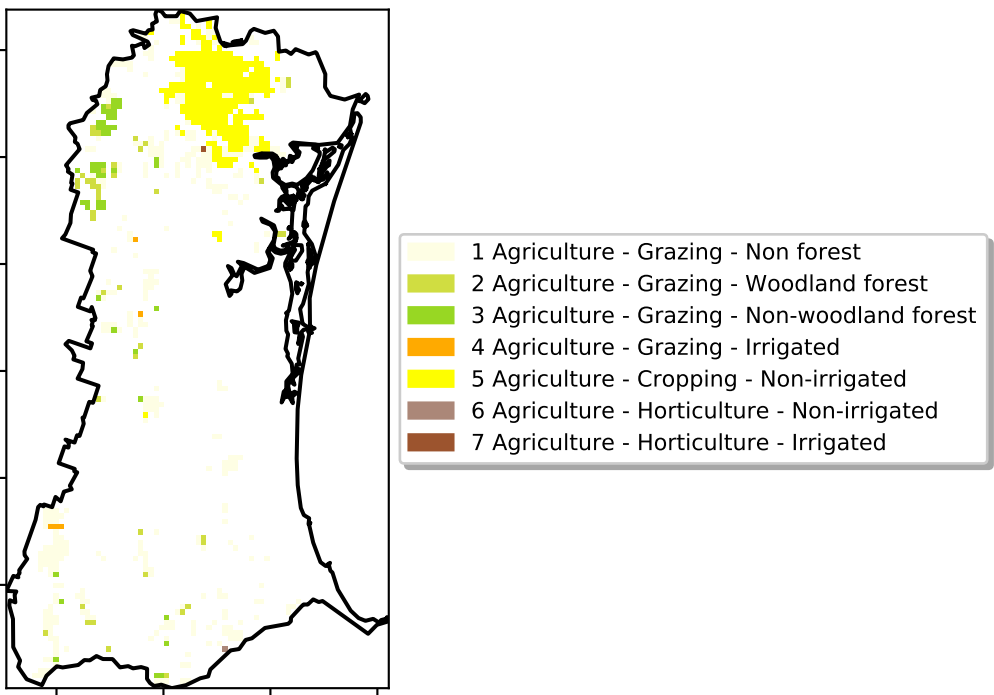 1 Agriculture - Grazing - Non forest
2 Agriculture - Grazing - Woodland forest
3 Agriculture - Grazing - Non-woodland forest
4 Agriculture - Grazing - Irrigated
5 Agriculture - Cropping - Non-irrigated
6 Agriculture - Horticulture - Non-irrigated
7 Agriculture - Horticulture - Irrigated